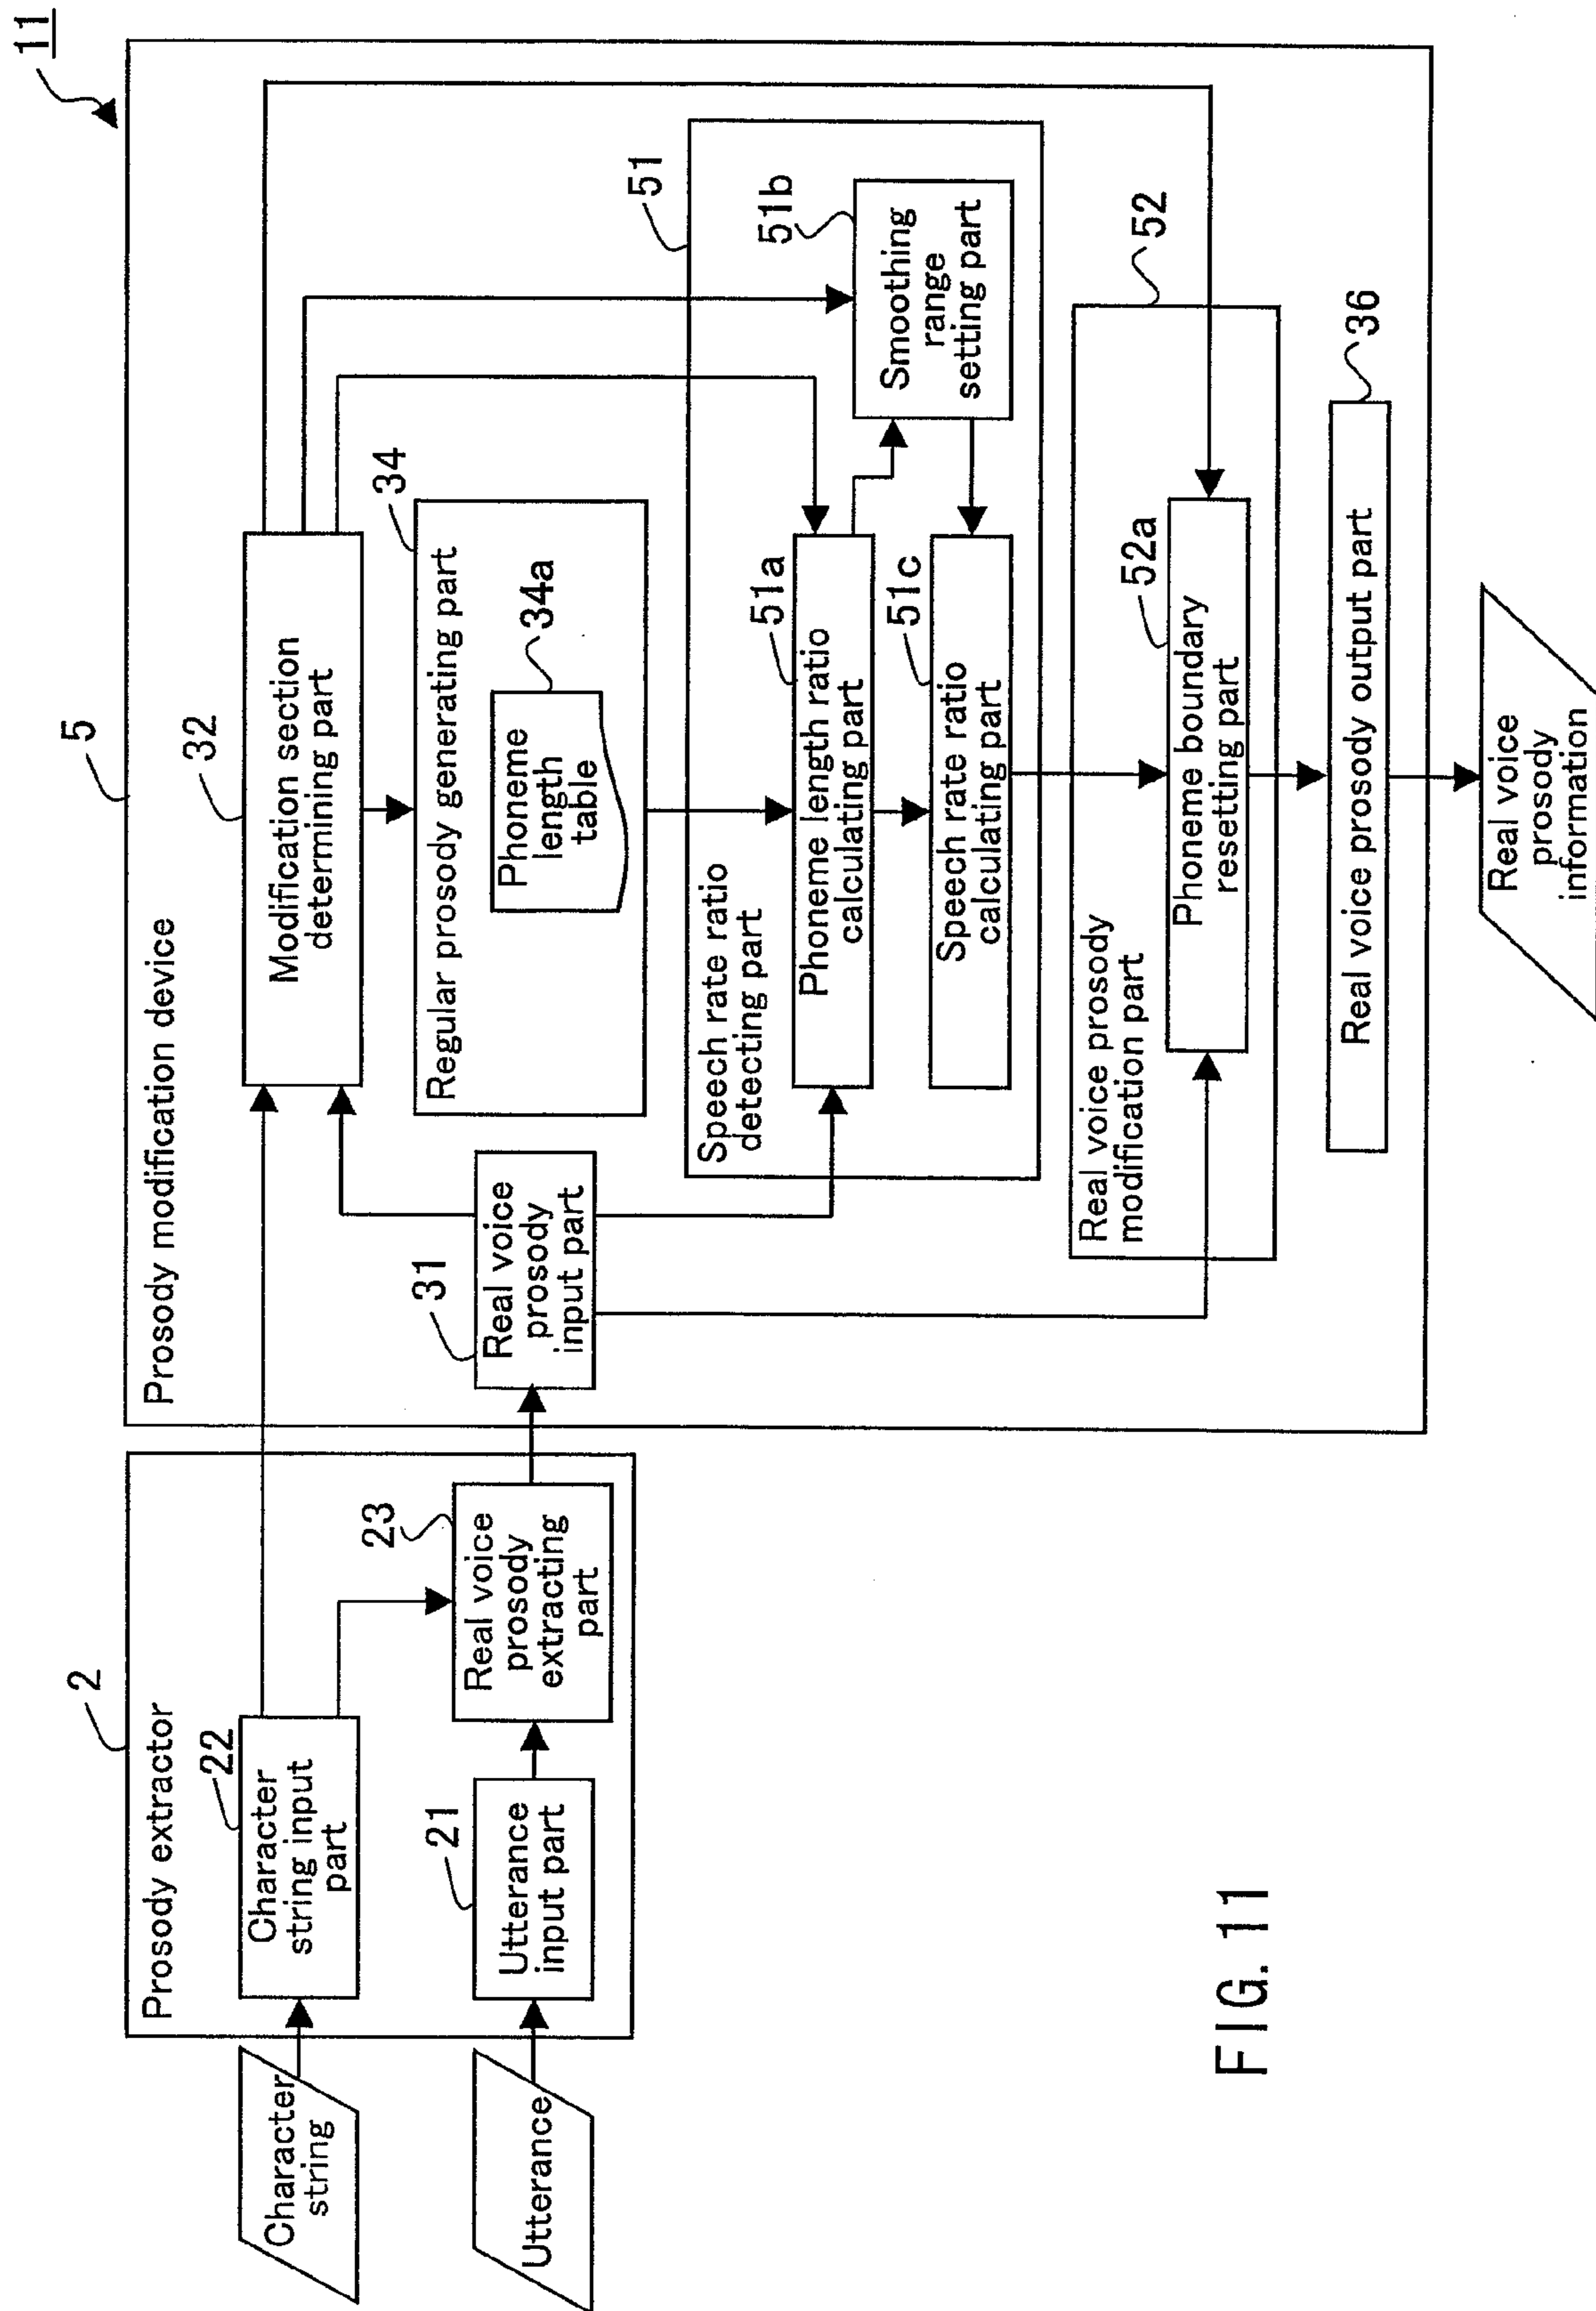 11
2
Prosody extractor
Character
string
22
Character
string input
part
Utterance
21
Utterance
input part
23
Real voice
prosody
extracting
part
5
Prosody modification device
32
Modification section
determining part
31
Real voice
prosody
input part
34
Regular prosody generating part
34a
Phoneme
length
table
51
Speech rate ratio
detecting part
51a
Phoneme length ratio
calculating part
51b
Smoothing
range
setting part
51c
Speech rate ratio
calculating part
52
Real voice prosody
modification part
52a
Phoneme boundary
resetting part
36
Real voice prosody output part
Real voice
prosody
information
FIG. 11